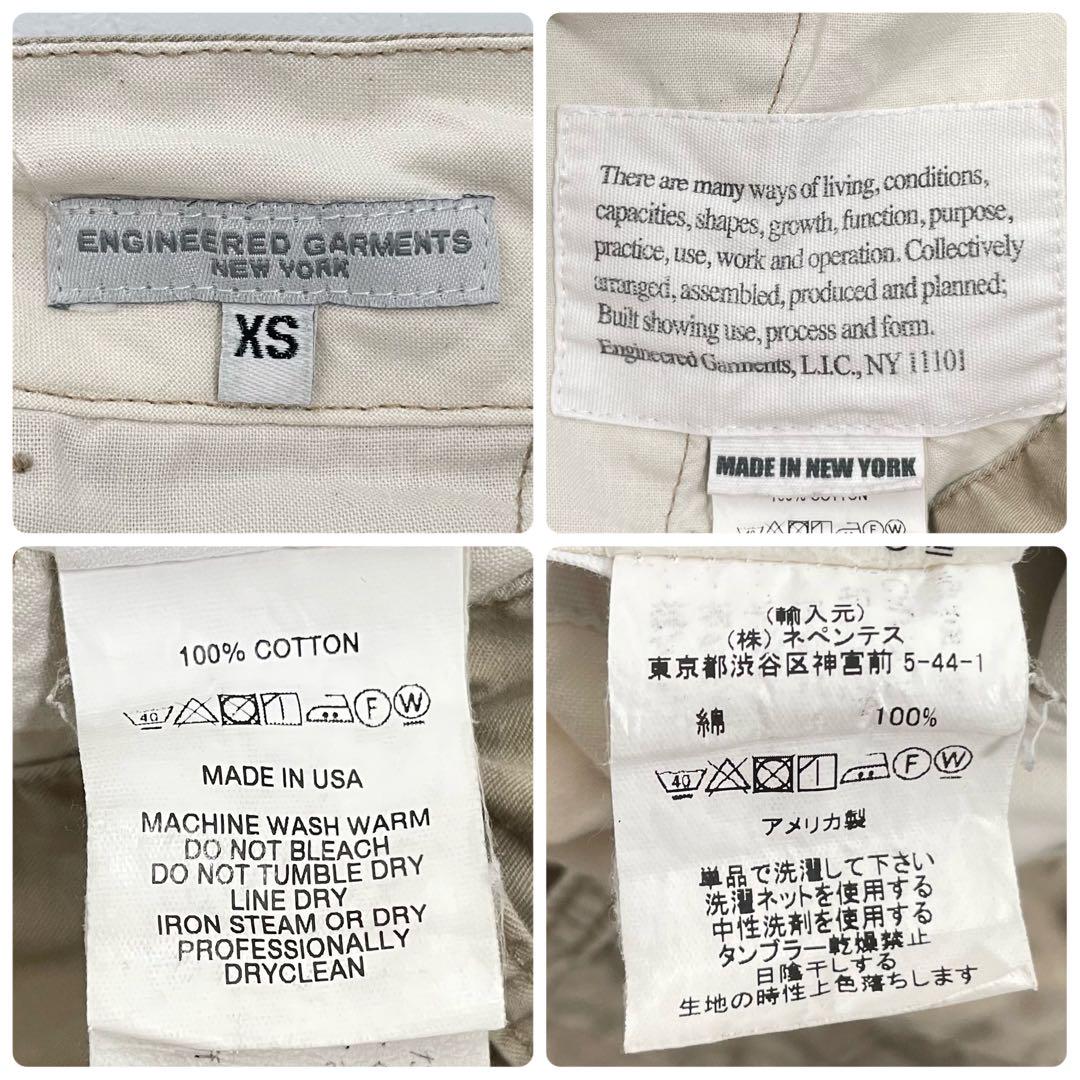 ENGINEERED GARMENTS
NEW YORK
XS
There are many ways of living, conditions,
capacities, shapes, growth, function, purpose,
practice, use, work and operation. Collectively
arranged, assembled, produced and planned;
Built showing use, process and form.
Engineered Garments, L.I.C., NY 11101
MADE IN NEW YORK
100% COTTON
F W
100% COTTON
40 F W
MADE IN USA
MACHINE WASH WARM
DO NOT BLEACH
DO NOT TUMBLE DRY
LINE DRY
IRON STEAM OR DRY
PROFESSIONALLY
DRYCLEAN
(輸入元)
(株)ネペンテス
東京都渋谷区神宮前 5-44-1
綿 100%
40 F W
アメリカ製
単品で洗濯して下さい
洗濯ネットを使用する
中性洗剤を使用する
タンブラー乾燥禁止
日陰干しする
生地の時性上色落ちします